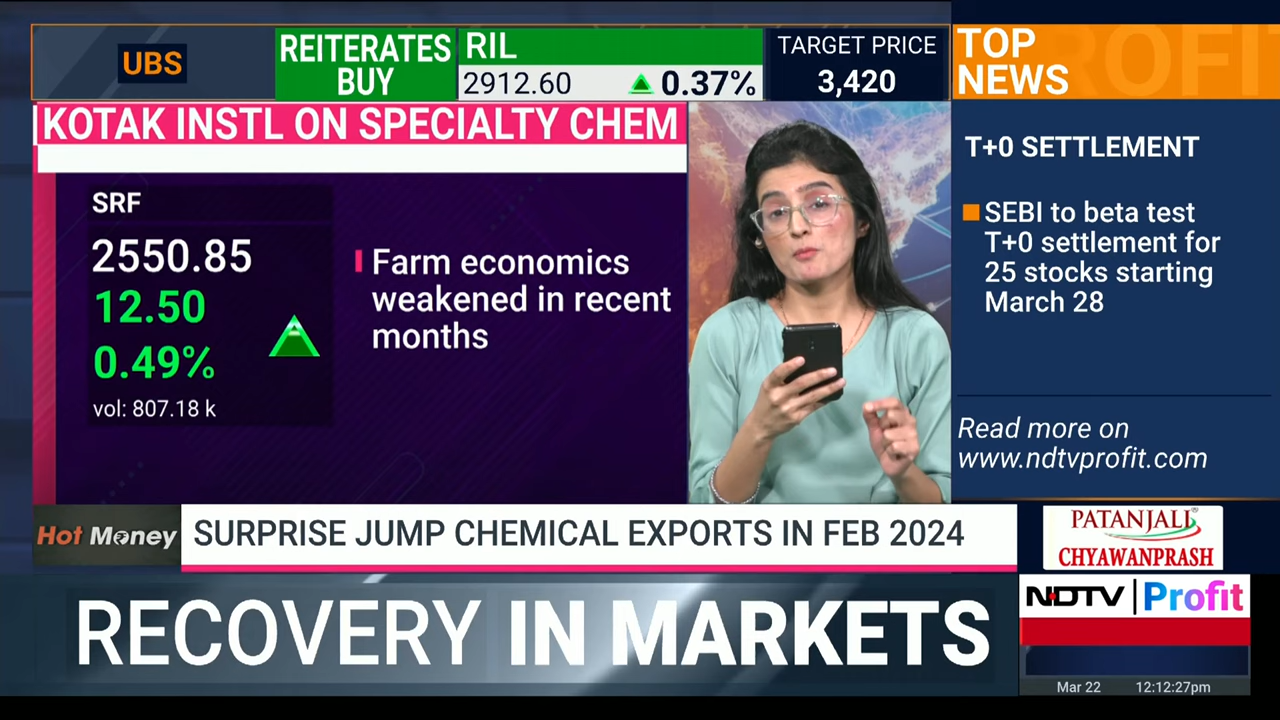 UBS
REITERATES
BUY
RIL
2912.60
0.37%
TARGET PRICE
3,420
TOP
NEWS
KOTAK INSTL ON SPECIALTY CHEM
SRF
2550.85
12.50
0.49%
vol: 807.18 k
Farm economics
weakened in recent
months
T+0 SETTLEMENT
SEBI to beta test
T+0 settlement for
25 stocks starting
March 28
Read more on
www.ndtvprofit.com
Hot Money
SURPRISE JUMP CHEMICAL EXPORTS IN FEB 2024
PATANJALI
CHYAWANPRASH
RECOVERY IN MARKETS
NDTV Profit
Mar 22 12:12:27pm